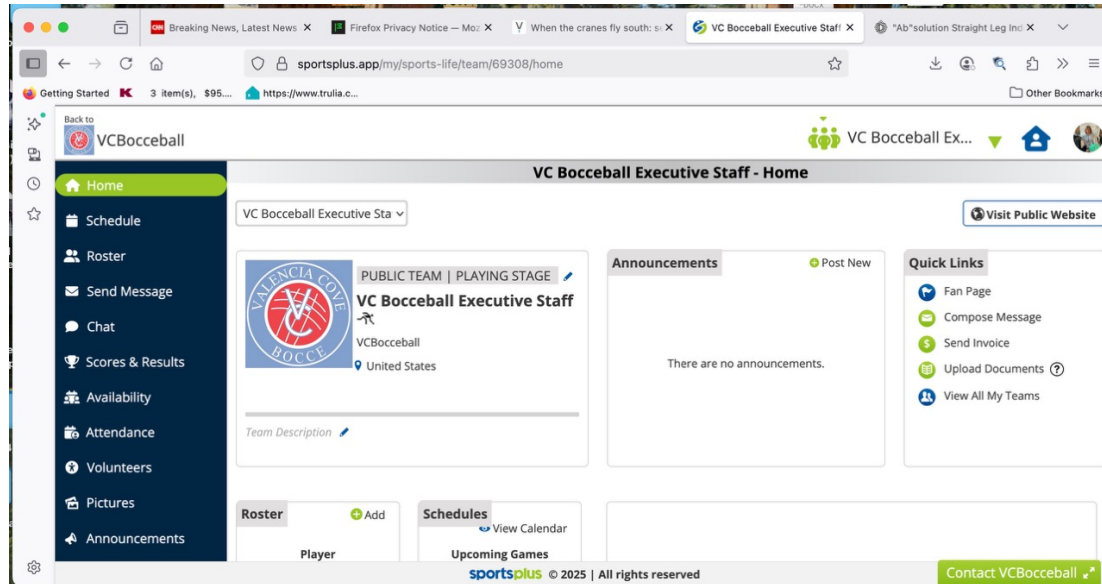 Breaking News, Latest News
Firefox Privacy Notice — Moz
When the cranes fly south: se
VC Bocceball Executive Staff
"Ab"solution Straight Leg Ind
sportsplus.app/my/sports-life/team/69308/home
Getting Started
3 item(s), $95....
https://www.trulia.c...
Other Bookmarks
Back to
VCBocceball
VC Bocceball Ex...
VC Bocceball Executive Staff - Home
Home
Schedule
Roster
Send Message
Chat
Scores & Results
Availability
Attendance
Volunteers
Pictures
Announcements
VC Bocceball Executive Sta
Visit Public Website
VALENCIA COVE
VC
BOCCE
PUBLIC TEAM | PLAYING STAGE
VC Bocceball Executive Staff
VCBocceball
United States
Team Description
Announcements
Post New
There are no announcements.
Quick Links
Fan Page
Compose Message
Send Invoice
Upload Documents
View All My Teams
Roster
Add
Player
Schedules
View Calendar
Upcoming Games
sportsplus © 2025 | All rights reserved
Contact VCBocceball